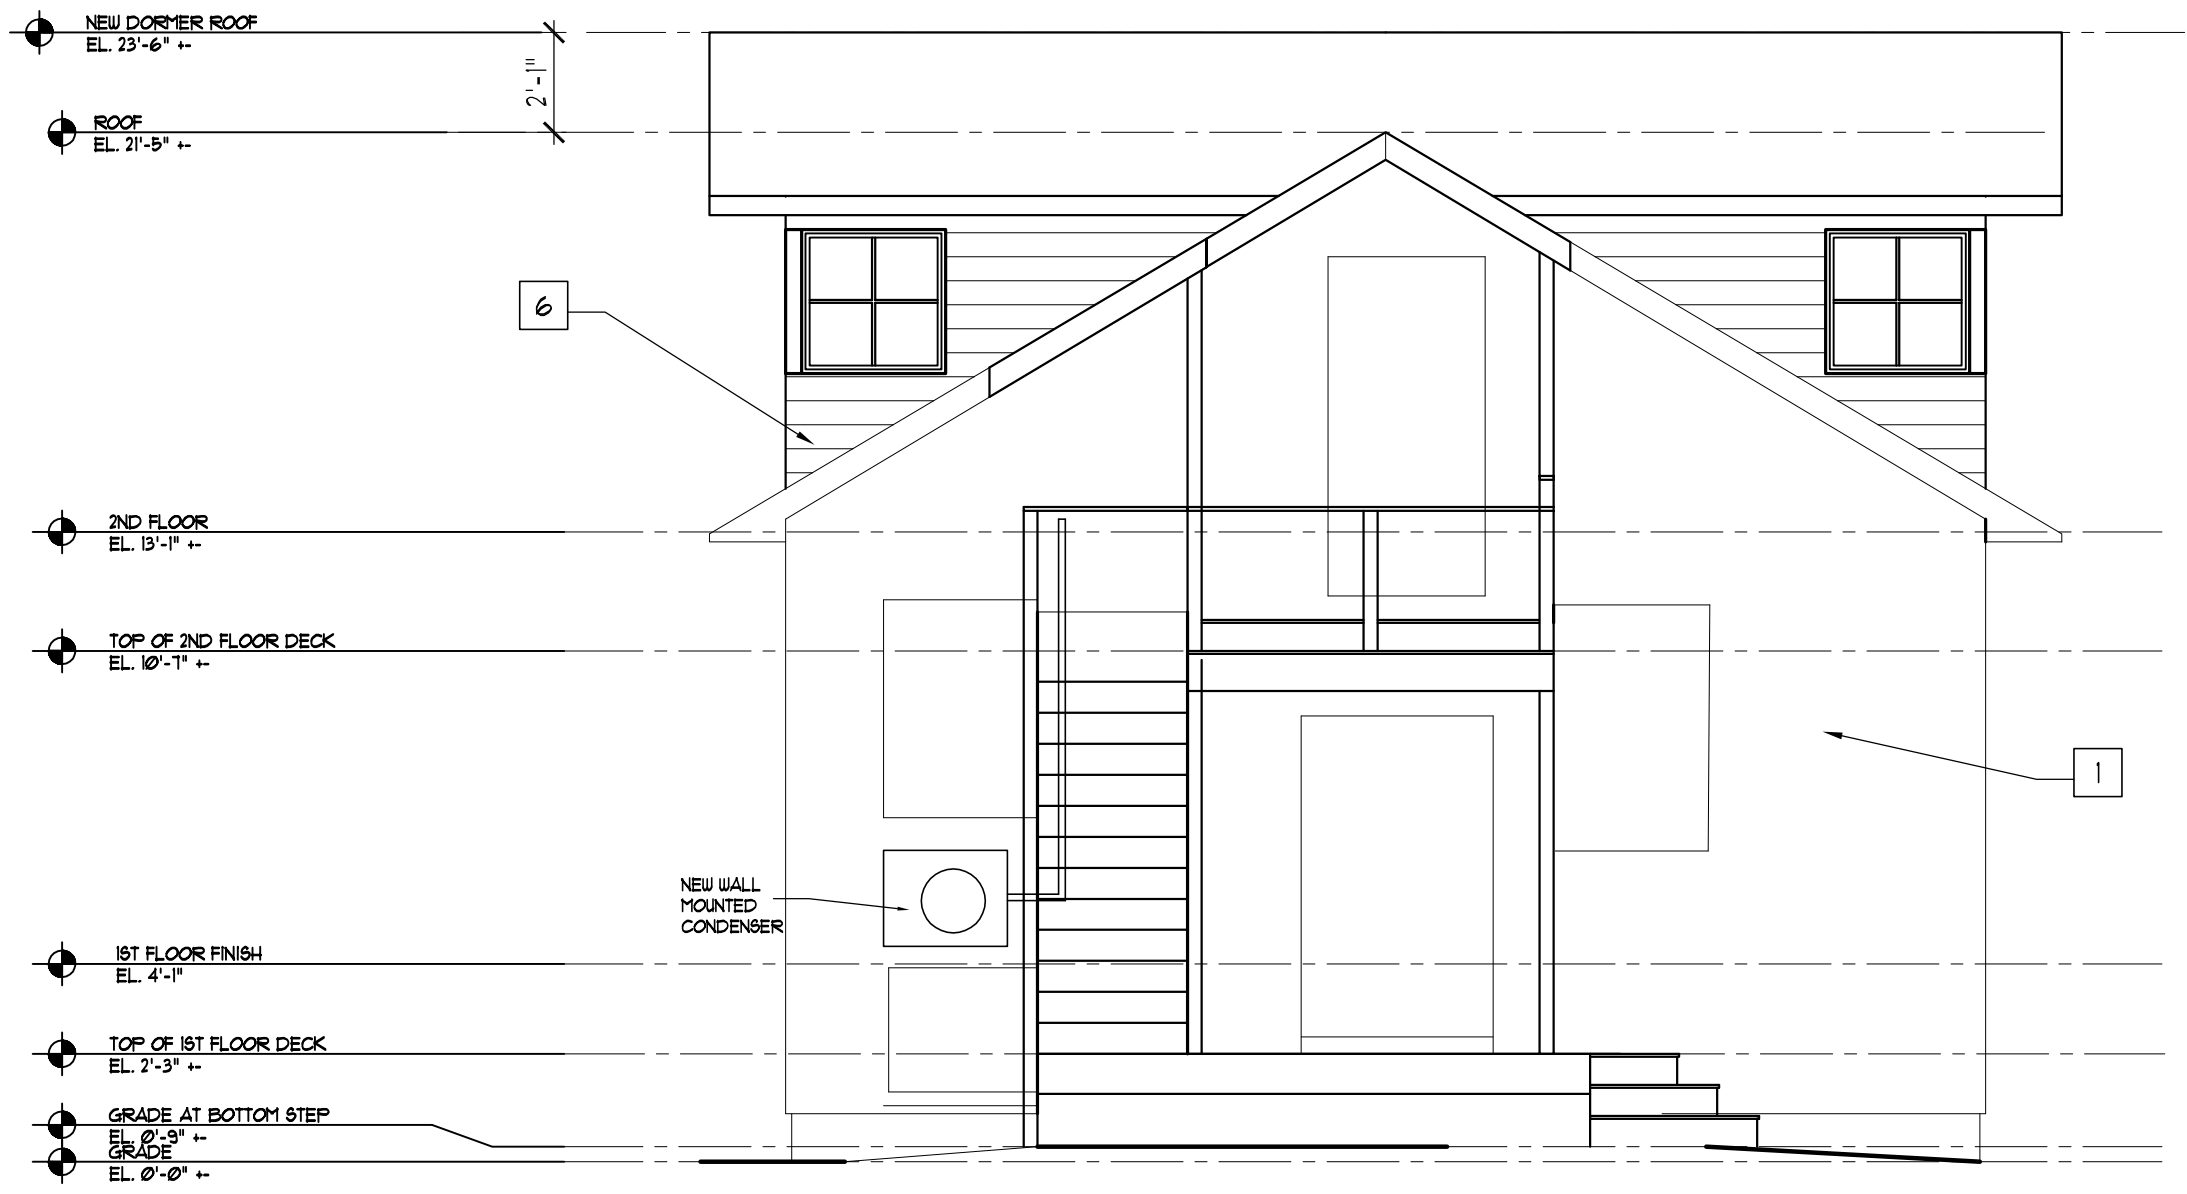 NEW DORMER ROOF
EL. 23'-6" +-
2'-1"
ROOF
EL. 21'-5" +-
6
2ND FLOOR
EL. 13'-1" +-
TOP OF 2ND FLOOR DECK
EL. 10'-7" +-
1
NEW WALL
MOUNTED
CONDENSER
1ST FLOOR FINISH
EL. 4'-1"
TOP OF 1ST FLOOR DECK
EL. 2'-3" +-
GRADE AT BOTTOM STEP
EL. 0'-9" +-
GRADE
EL. 0'-0" +-